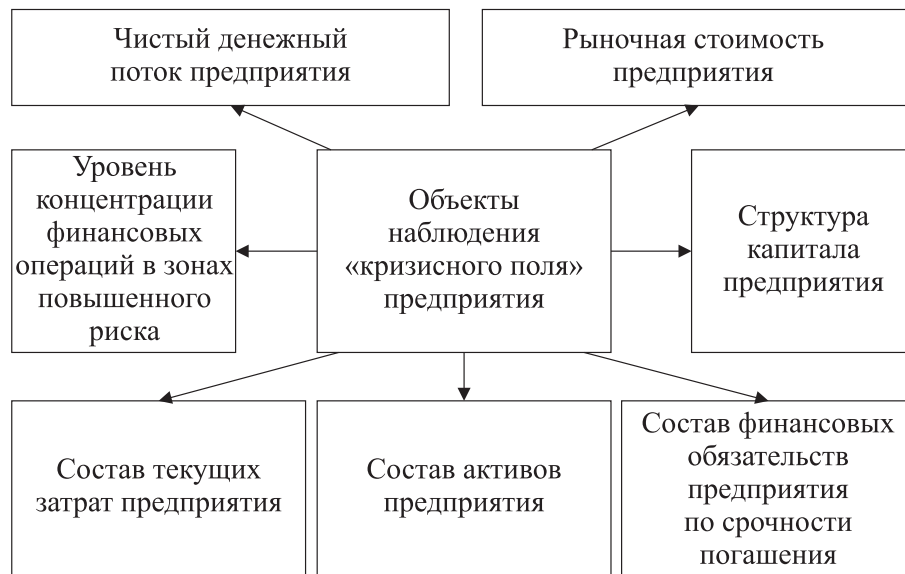 Чистый денежный
поток предприятия
Рыночная стоимость
предприятия
Уровень
концентрации
финансовых
операций в зонах
повышенного
риска
Объекты
наблюдения
«кризисного поля»
предприятия
Структура
капитала
предприятия
Состав текущих
затрат предприятия
Состав активов
предприятия
Состав финансовых
обязательств
предприятия
по срочности
погашения